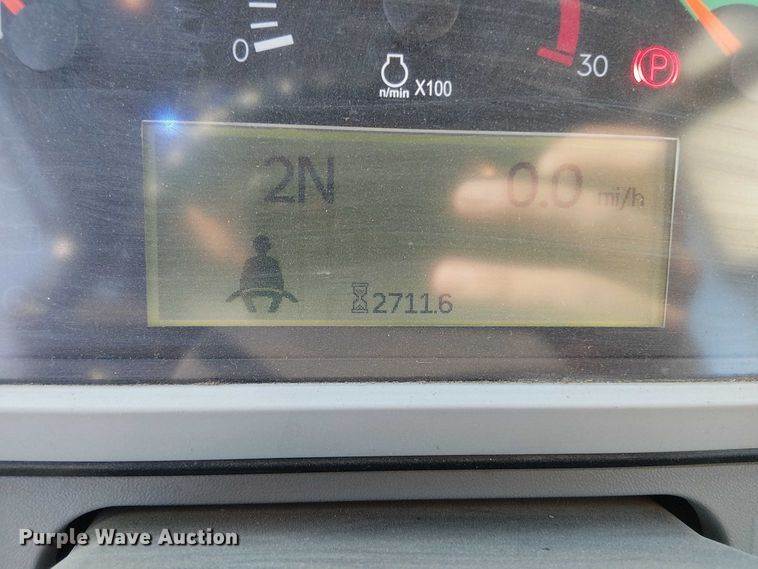 0
30
P
n/min X100
2N 0.0 mi/h
2711.6
Purple Wave Auction